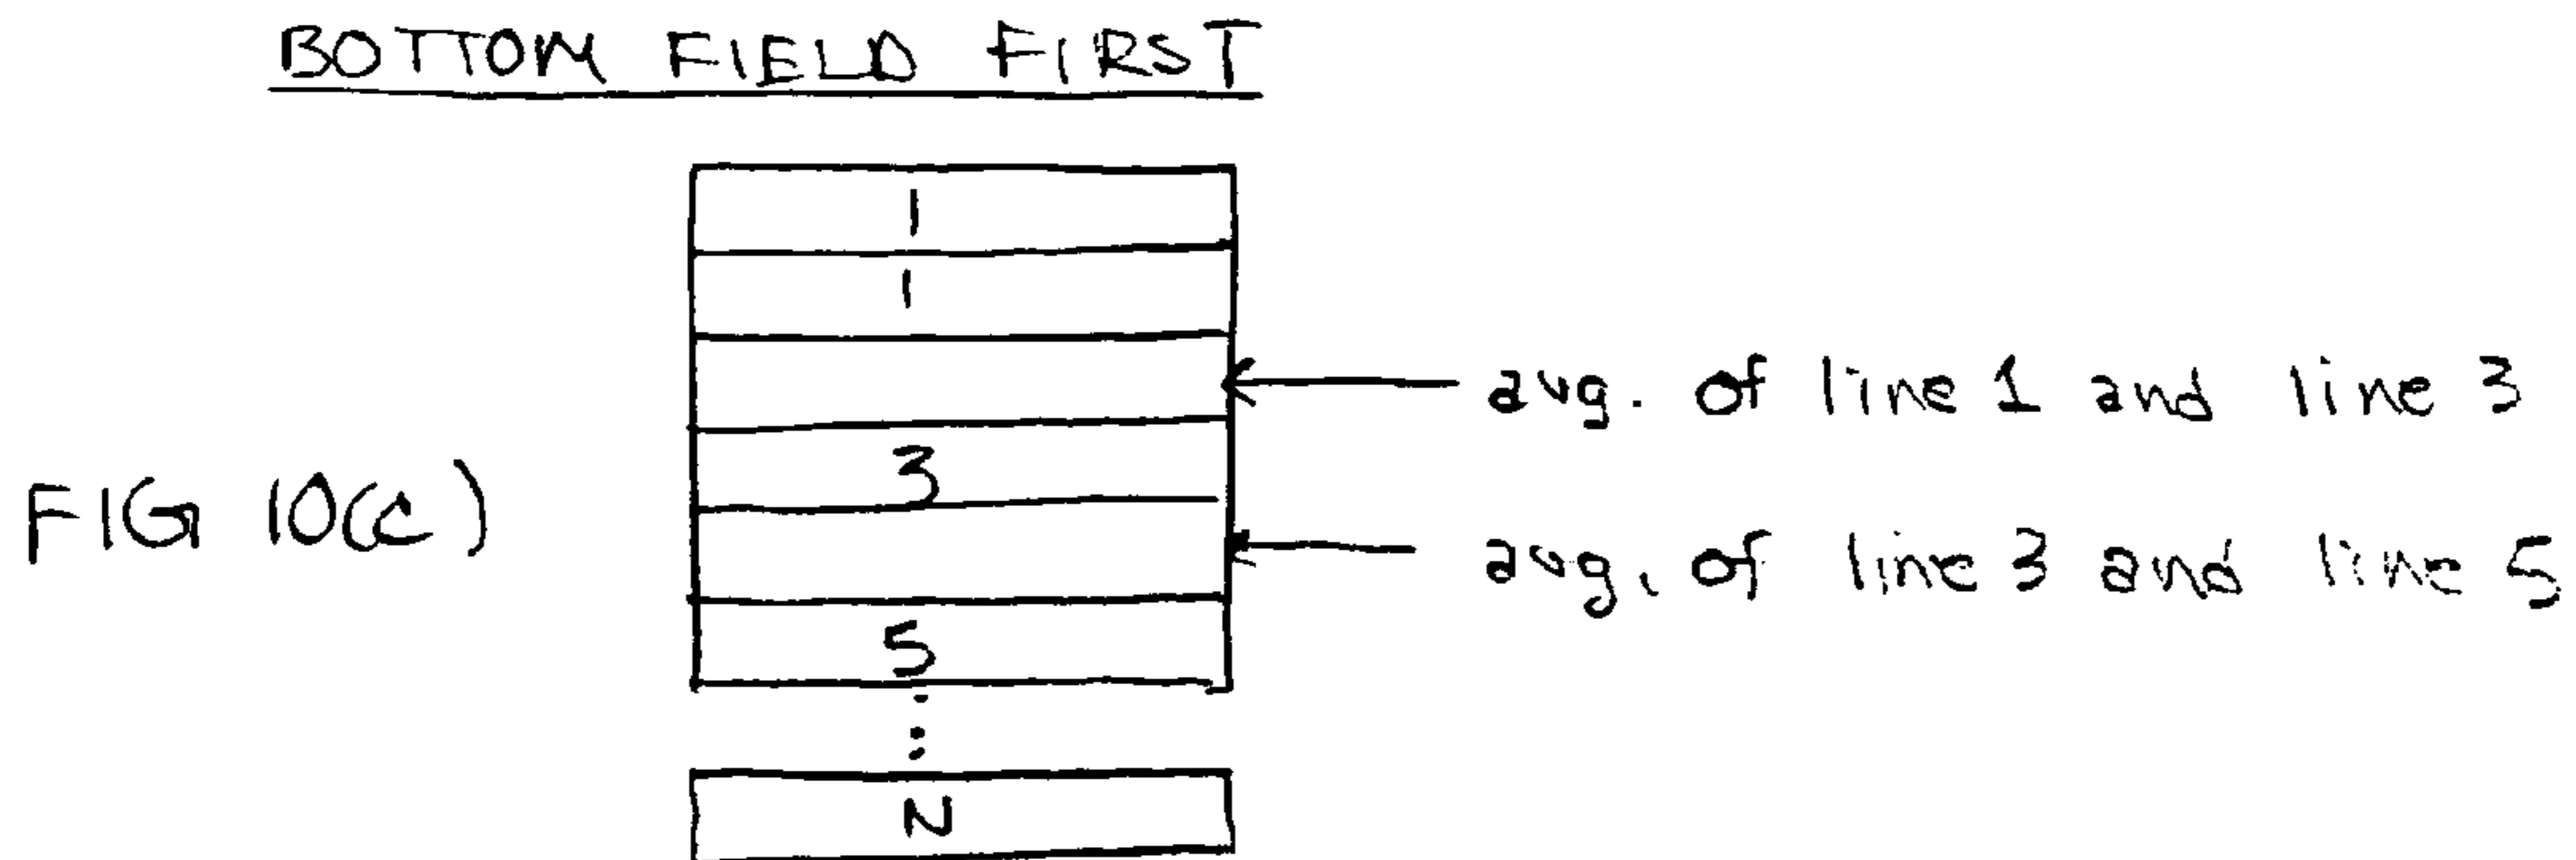 BOTTOM FIELD FIRST
1
1
avg. of line 1 and line 3
3
FIG 10(c)
avg. of line 3 and line 5
5
N